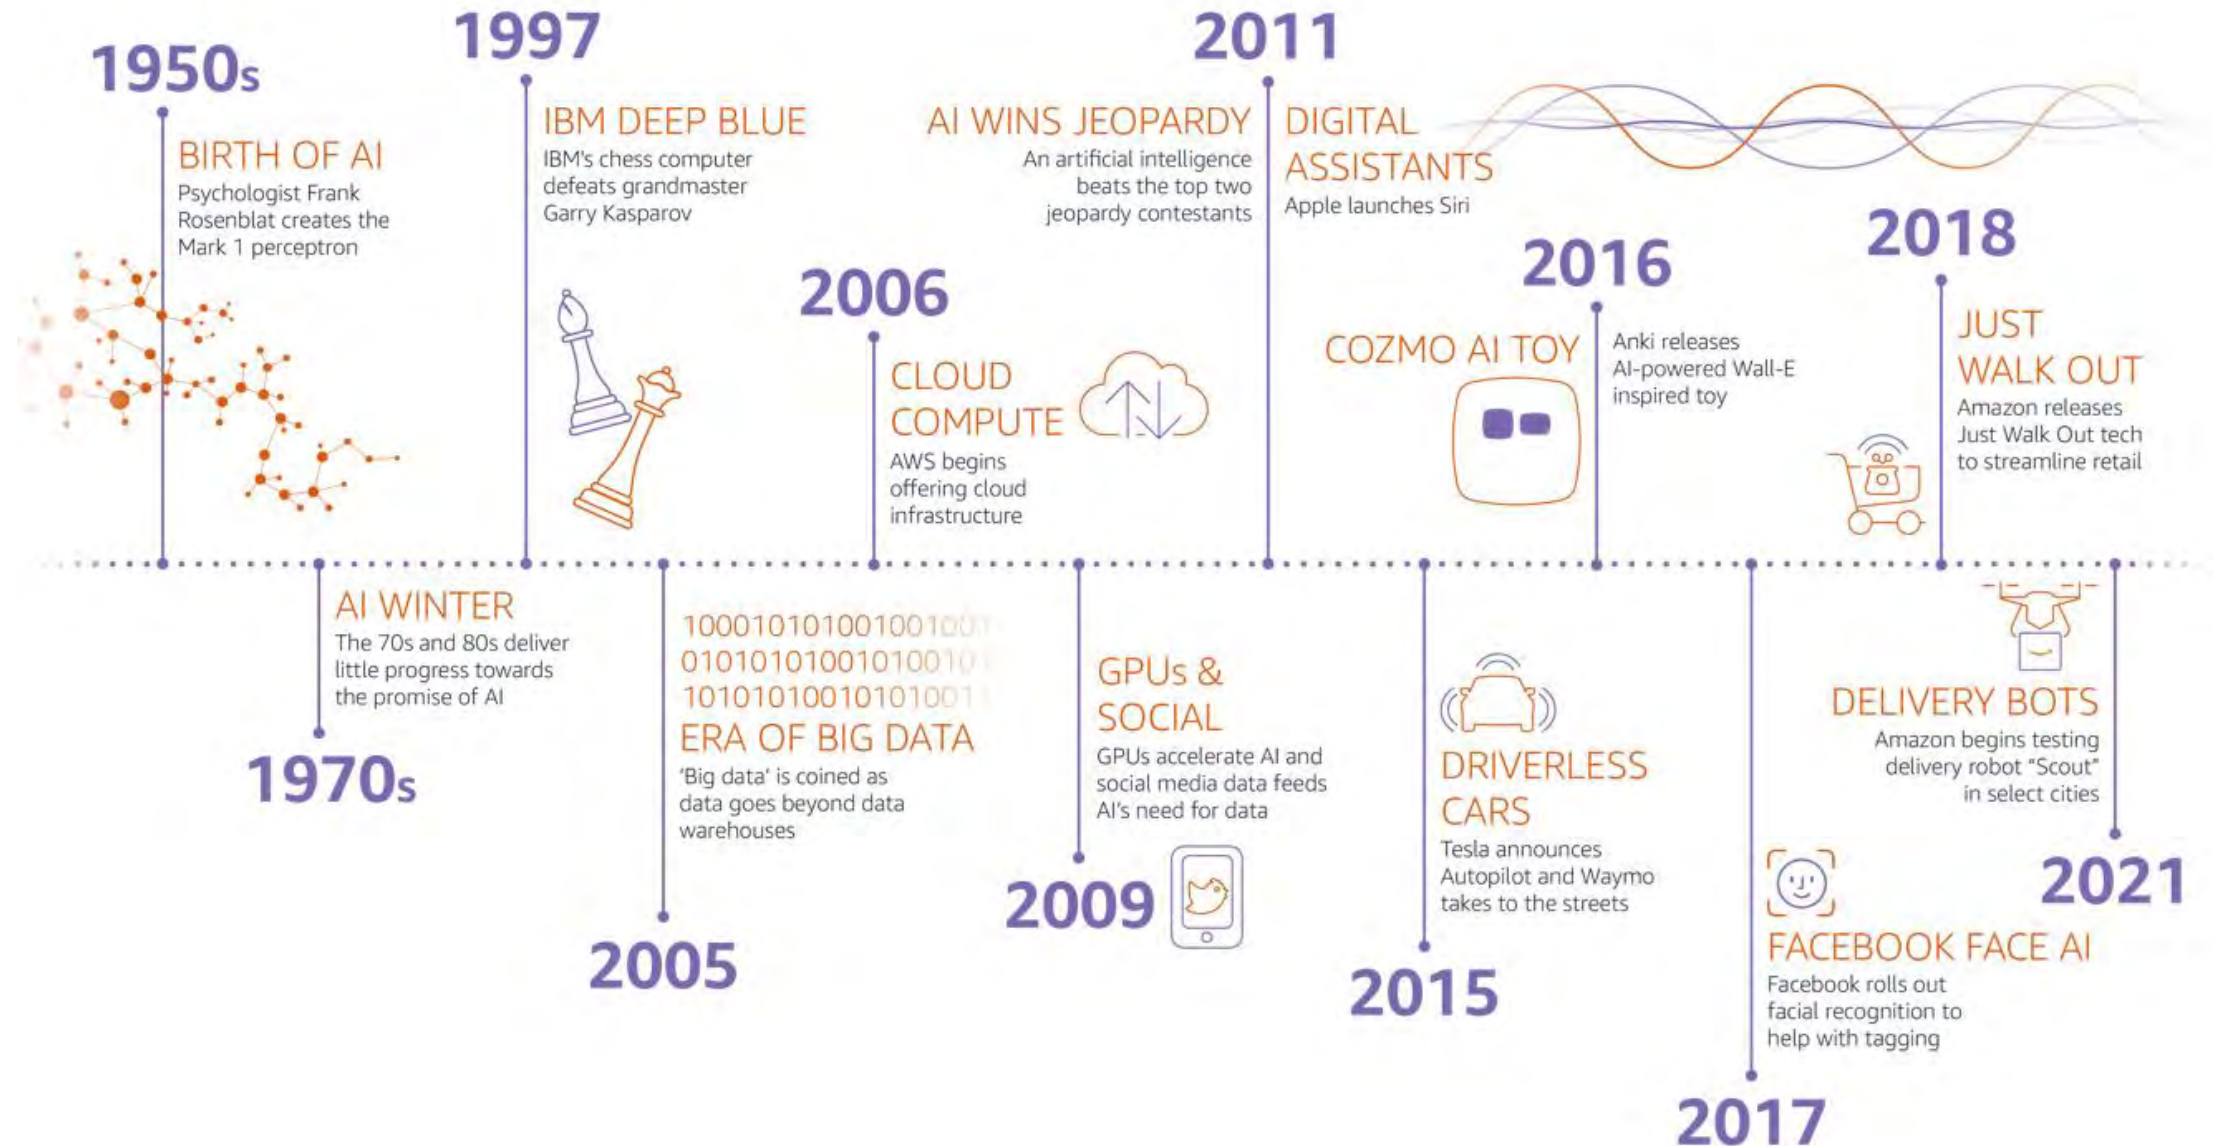 1950s
BIRTH OF AI
Psychologist Frank
Rosenblat creates the
Mark 1 perceptron
AI WINTER
The 70s and 80s deliver
little progress towards
the promise of AI
1970s
1997
IBM DEEP BLUE
IBM's chess computer
defeats grandmaster
Garry Kasparov
100010101001001001
010101010010100101
101010100101010011
ERA OF BIG DATA
'Big data' is coined as
data goes beyond data
warehouses
2005
2006
CLOUD
COMPUTE
AWS begins
offering cloud
infrastructure
GPUs &
SOCIAL
GPUs accelerate AI and
social media data feeds
AI's need for data
2009
2011
AI WINS JEOPARDY
An artificial intelligence
beats the top two
jeopardy contestants
DIGITAL
ASSISTANTS
Apple launches Siri
DRIVERLESS
CARS
Tesla announces
Autopilot and Waymo
takes to the streets
2015
2016
COZMO AI TOY
Anki releases
AI-powered Wall-E
inspired toy
FACEBOOK FACE AI
Facebook rolls out
facial recognition to
help with tagging
2017
2018
JUST
WALK OUT
Amazon releases
Just Walk Out tech
to streamline retail
DELIVERY BOTS
Amazon begins testing
delivery robot "Scout"
in select cities
2021